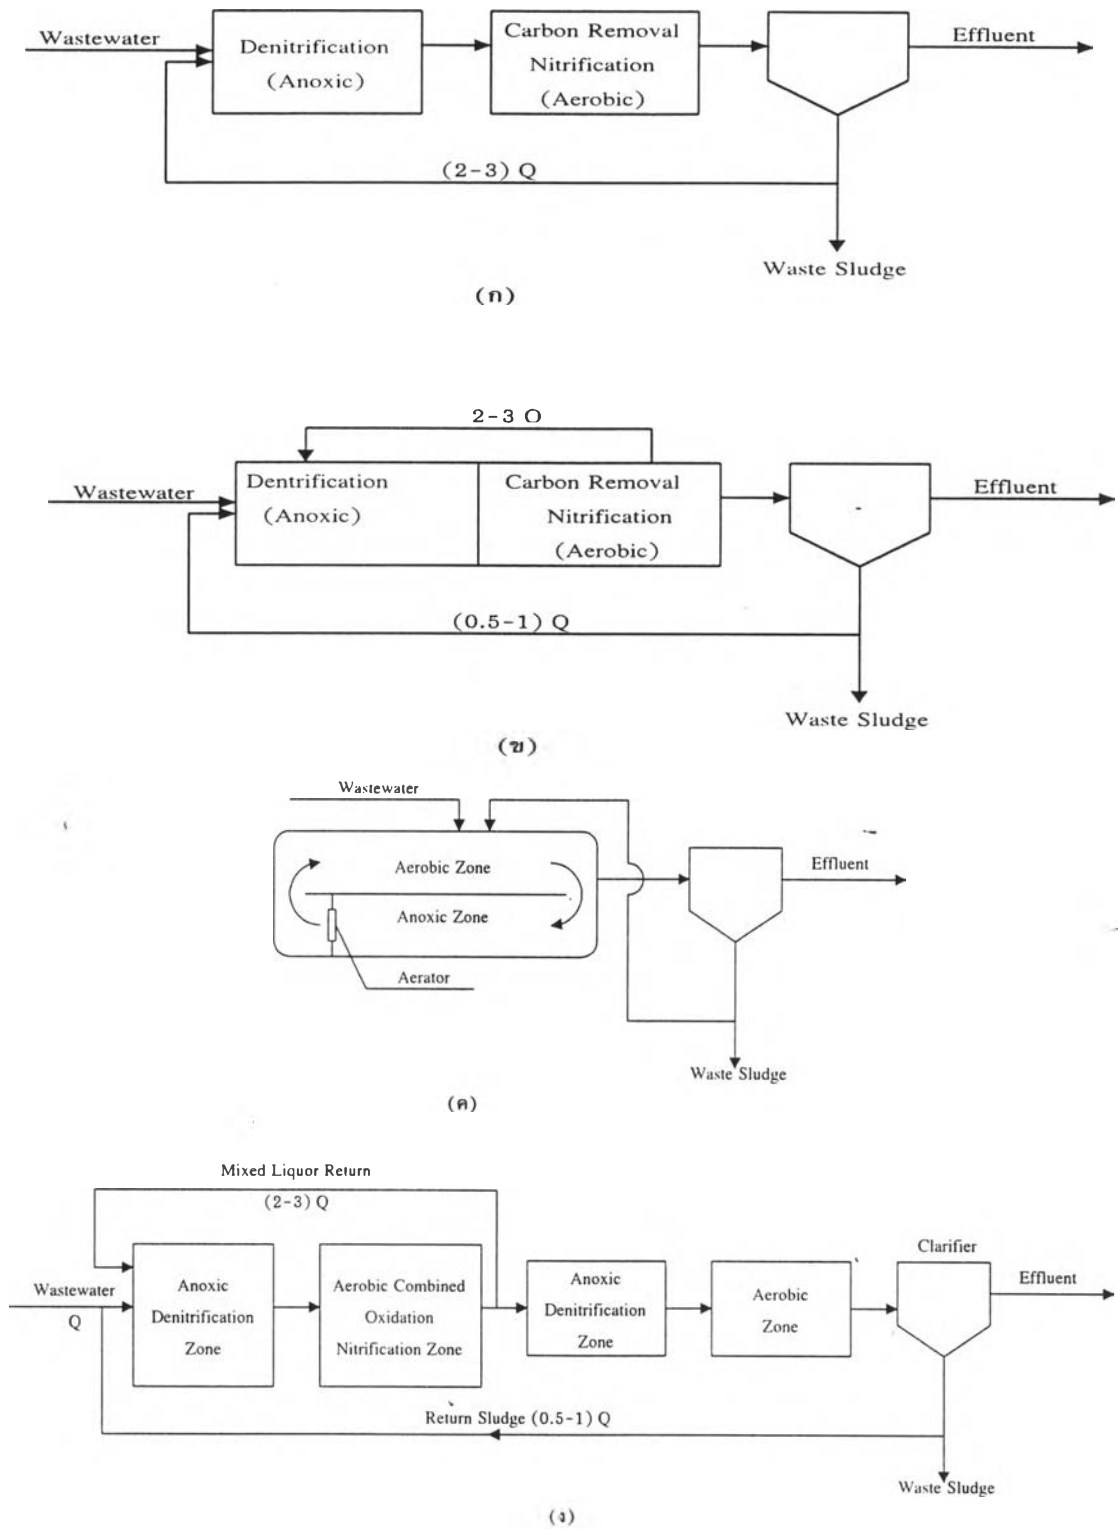 Wastewater
Denitrification
(Anoxic)
Carbon Removal
Nitrification
(Aerobic)
Effluent
(2-3) Q
Waste Sludge
(ก)
2-3 O
Wastewater
Dentrification
(Anoxic)
Carbon Removal
Nitrification
(Aerobic)
Effluent
(0.5-1) Q
Waste Sludge
(ข)
Wastewater
Aerobic Zone
Anoxic Zone
Aerator
Effluent
Waste Sludge
(ค)
Mixed Liquor Return
(2-3) Q
Wastewater
Q
Anoxic
Denitrification
Zone
Aerobic Combined
Oxidation
Nitrification Zone
Anoxic
Denitrification
Zone
Aerobic
Zone
Clarifier
Effluent
Return Sludge (0.5-1) Q
Waste Sludge
(ง)